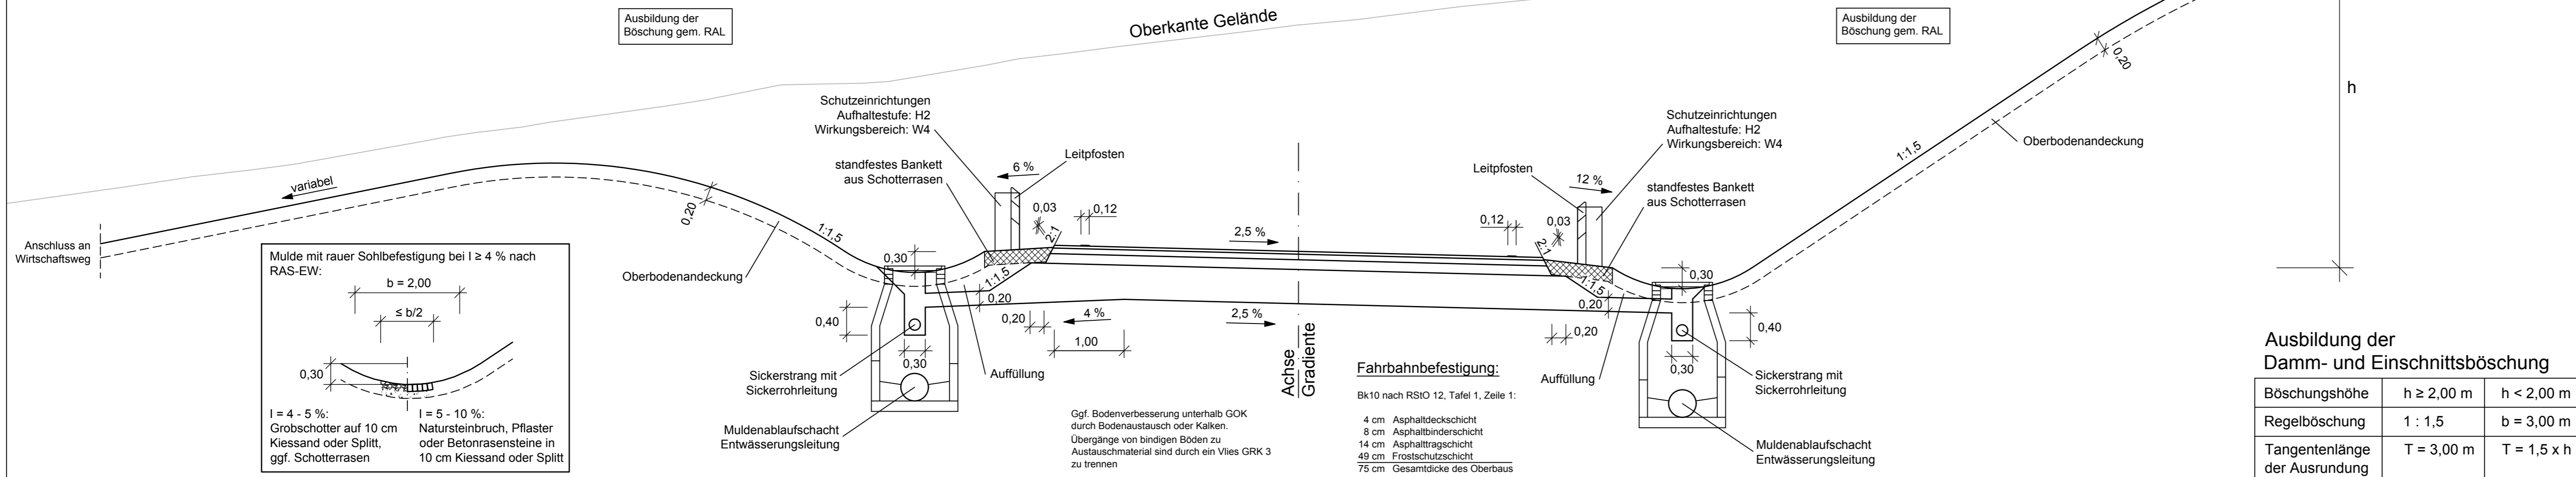 Ausbildung der
Böschung gem. RAL
Oberkante Gelände
Ausbildung der
Böschung gem. RAL
0,20
h
Schutzeinrichtungen
Aufhaltestufe: H2
Wirkungsbereich: W4
Leitpfosten
6 %
standfestes Bankett
aus Schotterrasen
0,03
0,12
2:1
variabel
0,20
1:1,5
Anschluss an
Wirtschaftsweg
Oberbodenandeckung
0,30
1:1,5
0,20
0,40
0,20
4 %
1,00
0,30
Sickerstrang mit
Sickerrohrleitung
Auffüllung
Muldenablaufschacht
Entwässerungsleitung
Mulde mit rauer Sohlbefestigung bei I ≥ 4 % nach
RAS-EW:
b = 2,00
≤ b/2
0,30
I = 4 - 5 %:
Grobschotter auf 10 cm
Kiessand oder Splitt,
ggf. Schotterrasen
I = 5 - 10 %:
Natursteinbruch, Pflaster
oder Betonrasensteine in
10 cm Kiessand oder Splitt
2,5 %
2,5 %
Achse
Gradiente
Ggf. Bodenverbesserung unterhalb GOK
durch Bodenaustausch oder Kalken.
Übergänge von bindigen Böden zu
Austauschmaterial sind durch ein Vlies GRK 3
zu trennen
Fahrbahnbefestigung:
Bk10 nach RStO 12, Tafel 1, Zeile 1:
4 cm Asphaltdeckschicht
8 cm Asphaltbinderschicht
14 cm Asphalttragschicht
49 cm Frostschutzschicht
75 cm Gesamtdicke des Oberbaus
Schutzeinrichtungen
Aufhaltestufe: H2
Wirkungsbereich: W4
Leitpfosten
12 %
standfestes Bankett
aus Schotterrasen
0,12
0,03
2:1
1:1,5
Oberbodenandeckung
0,30
1:1,5
0,20
0,20
0,40
0,30
Auffüllung
Sickerstrang mit
Sickerrohrleitung
Muldenablaufschacht
Entwässerungsleitung
Ausbildung der
Damm- und Einschnittsböschung
Böschungshöhe h ≥ 2,00 m h < 2,00 m
Regelböschung 1 : 1,5 b = 3,00 m
Tangentenlänge T = 3,00 m T = 1,5 x h
der Ausrundung